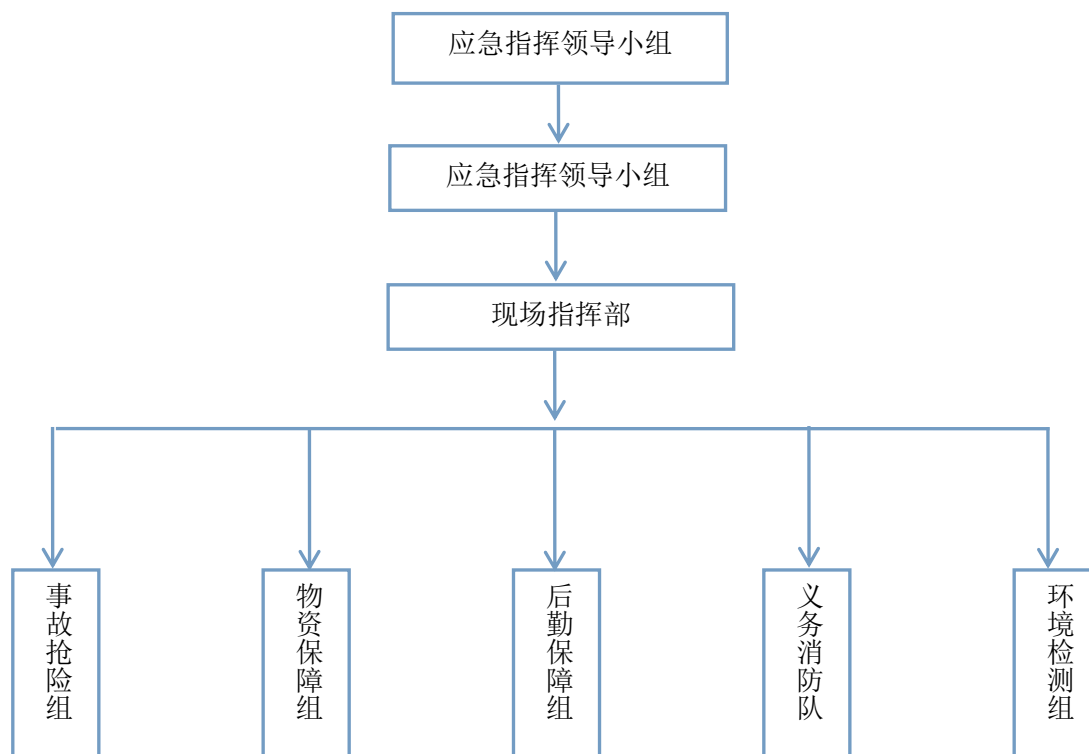 应急指挥领导小组
应急指挥领导小组
现场指挥部
事故抢险组
物资保障组
后勤保障组
义务消防队
环境检测组